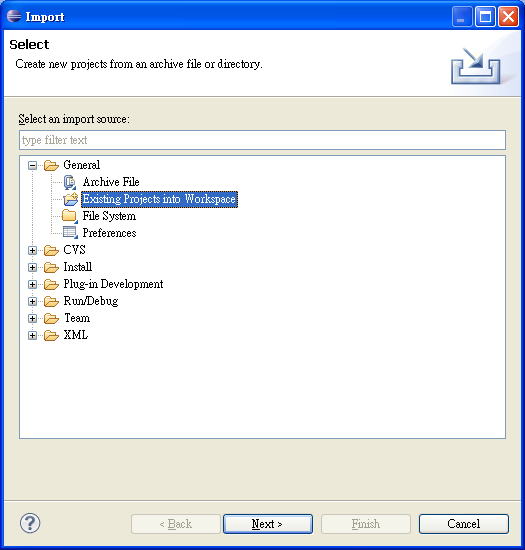 Import
Select
Create new projects from an archive file or directory.
Select an import source:
type filter text
General
Archive File
Existing Projects into Workspace
File System
Preferences
CVS
Install
Plug-in Development
Run/Debug
Team
XML
?
< Back
Next >
Finish
Cancel